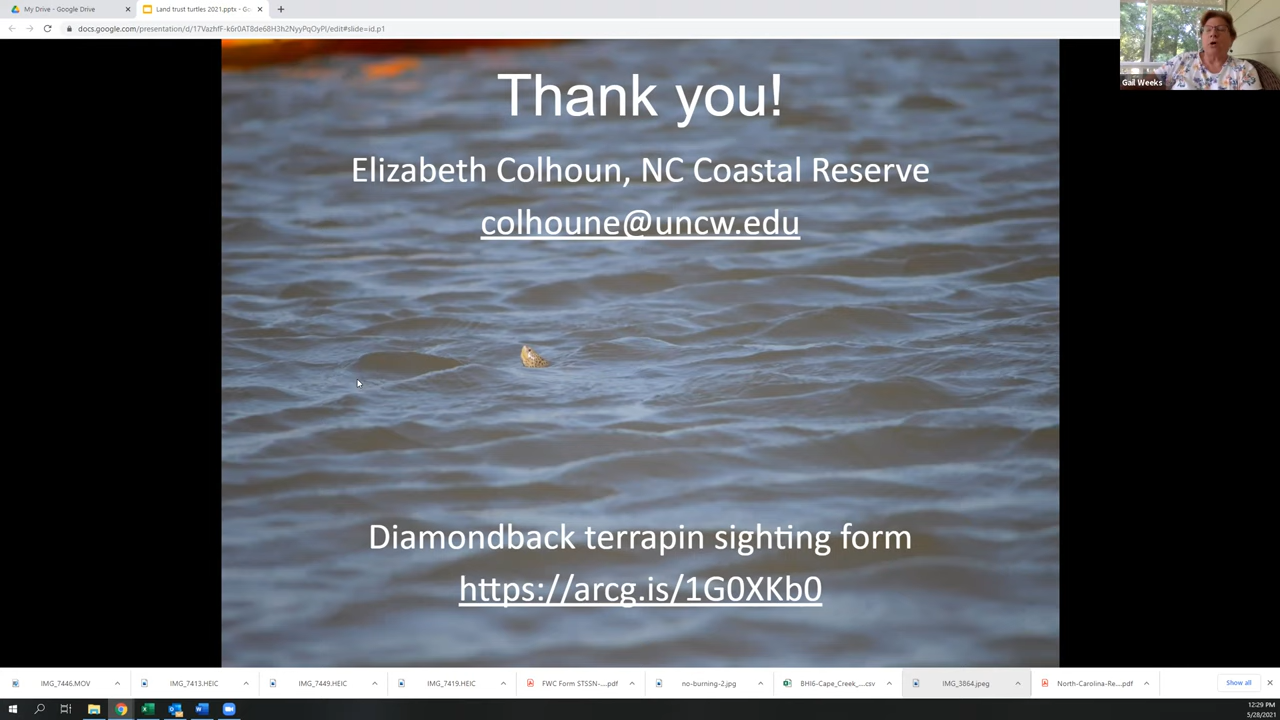 My Drive - Google Drive
Land trust turtles 2021.pptx - Go
docs.google.com/presentation/d/17VazhfF-k6r0AT8de68H3h2NyyPqOyPI/edit#slide=id.p1
Gail Weeks
Thank you!
Elizabeth Colhoun, NC Coastal Reserve
colhoune@uncw.edu
Diamondback terrapin sighting form
https://arcg.is/1G0XKb0
IMG_7446.MOV
IMG_7413.HEIC
IMG_7449.HEIC
IMG_7419.HEIC
FWC Form STSSN-....pdf
no-burning-2.jpg
BHI6-Cape_Creek_....csv
IMG_3864.jpeg
North-Carolina-Re....pdf
Show all
12:29 PM
5/28/2021